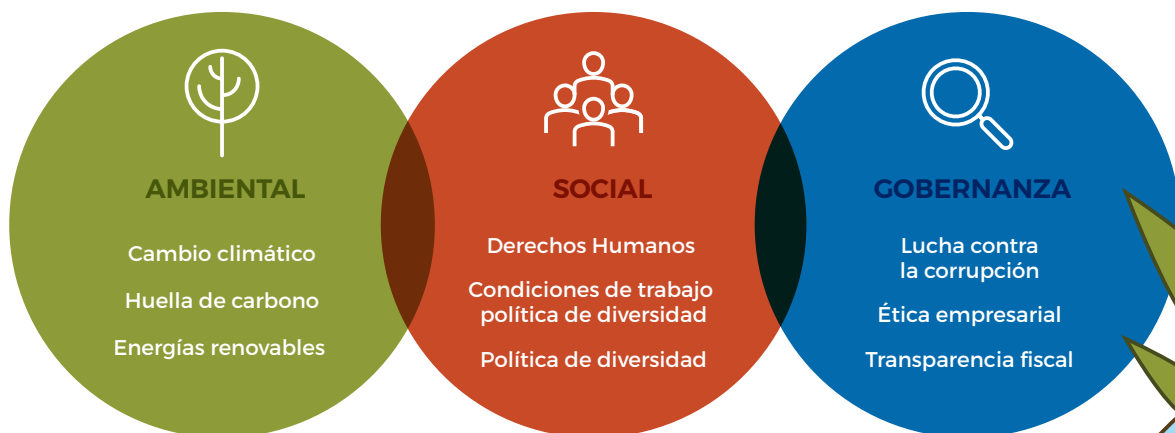 AMBIENTAL
Cambio climático
Huella de carbono
Energías renovables
SOCIAL
Derechos Humanos
Condiciones de trabajo
política de diversidad
Política de diversidad
GOBERNANZA
Lucha contra
la corrupción
Ética empresarial
Transparencia fiscal